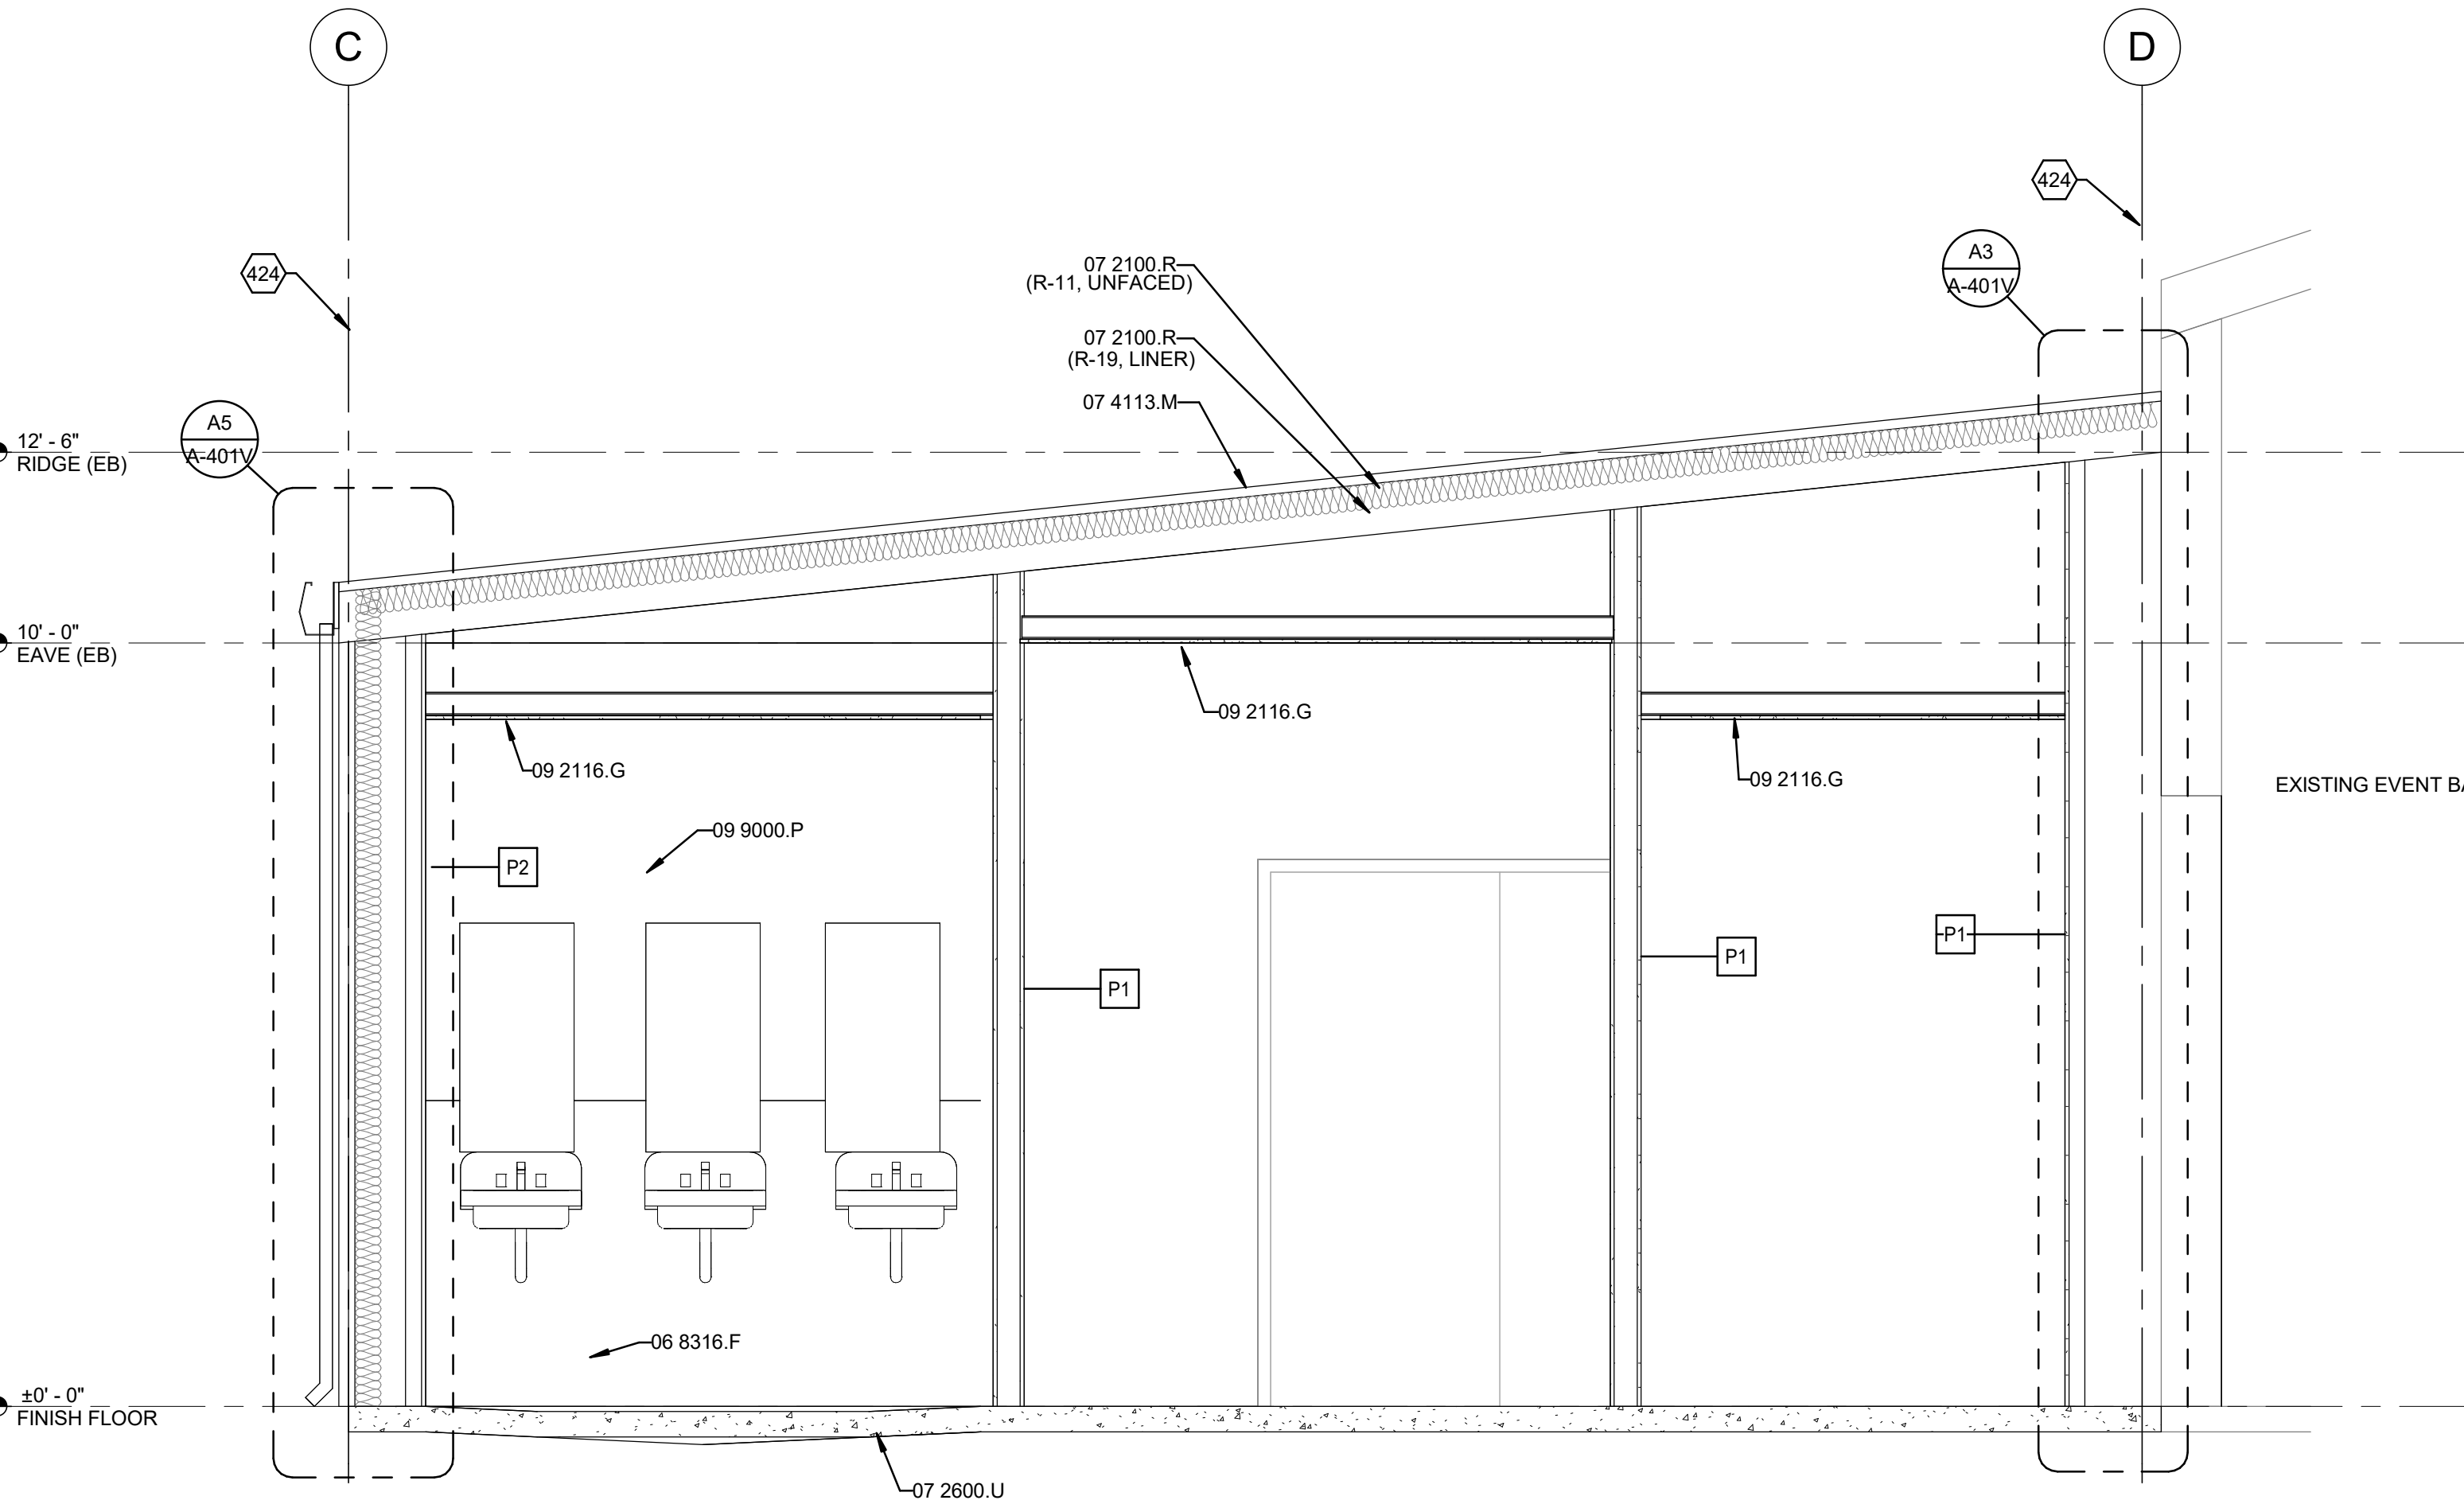 C
D
424
A3
A-401V
07 2100.R
(R-11, UNFACED)
424
07 2100.R
(R-19, LINER)
07 4113.M
A5
A-401V
12' - 6"
RIDGE (EB)
10' - 0"
EAVE (EB)
09 2116.G
09 2116.G
09 2116.G
EXISTING EVENT BA
09 9000.P
P2
P1
P1
P1
06 8316.F
±0' - 0"
FINISH FLOOR
07 2600.U